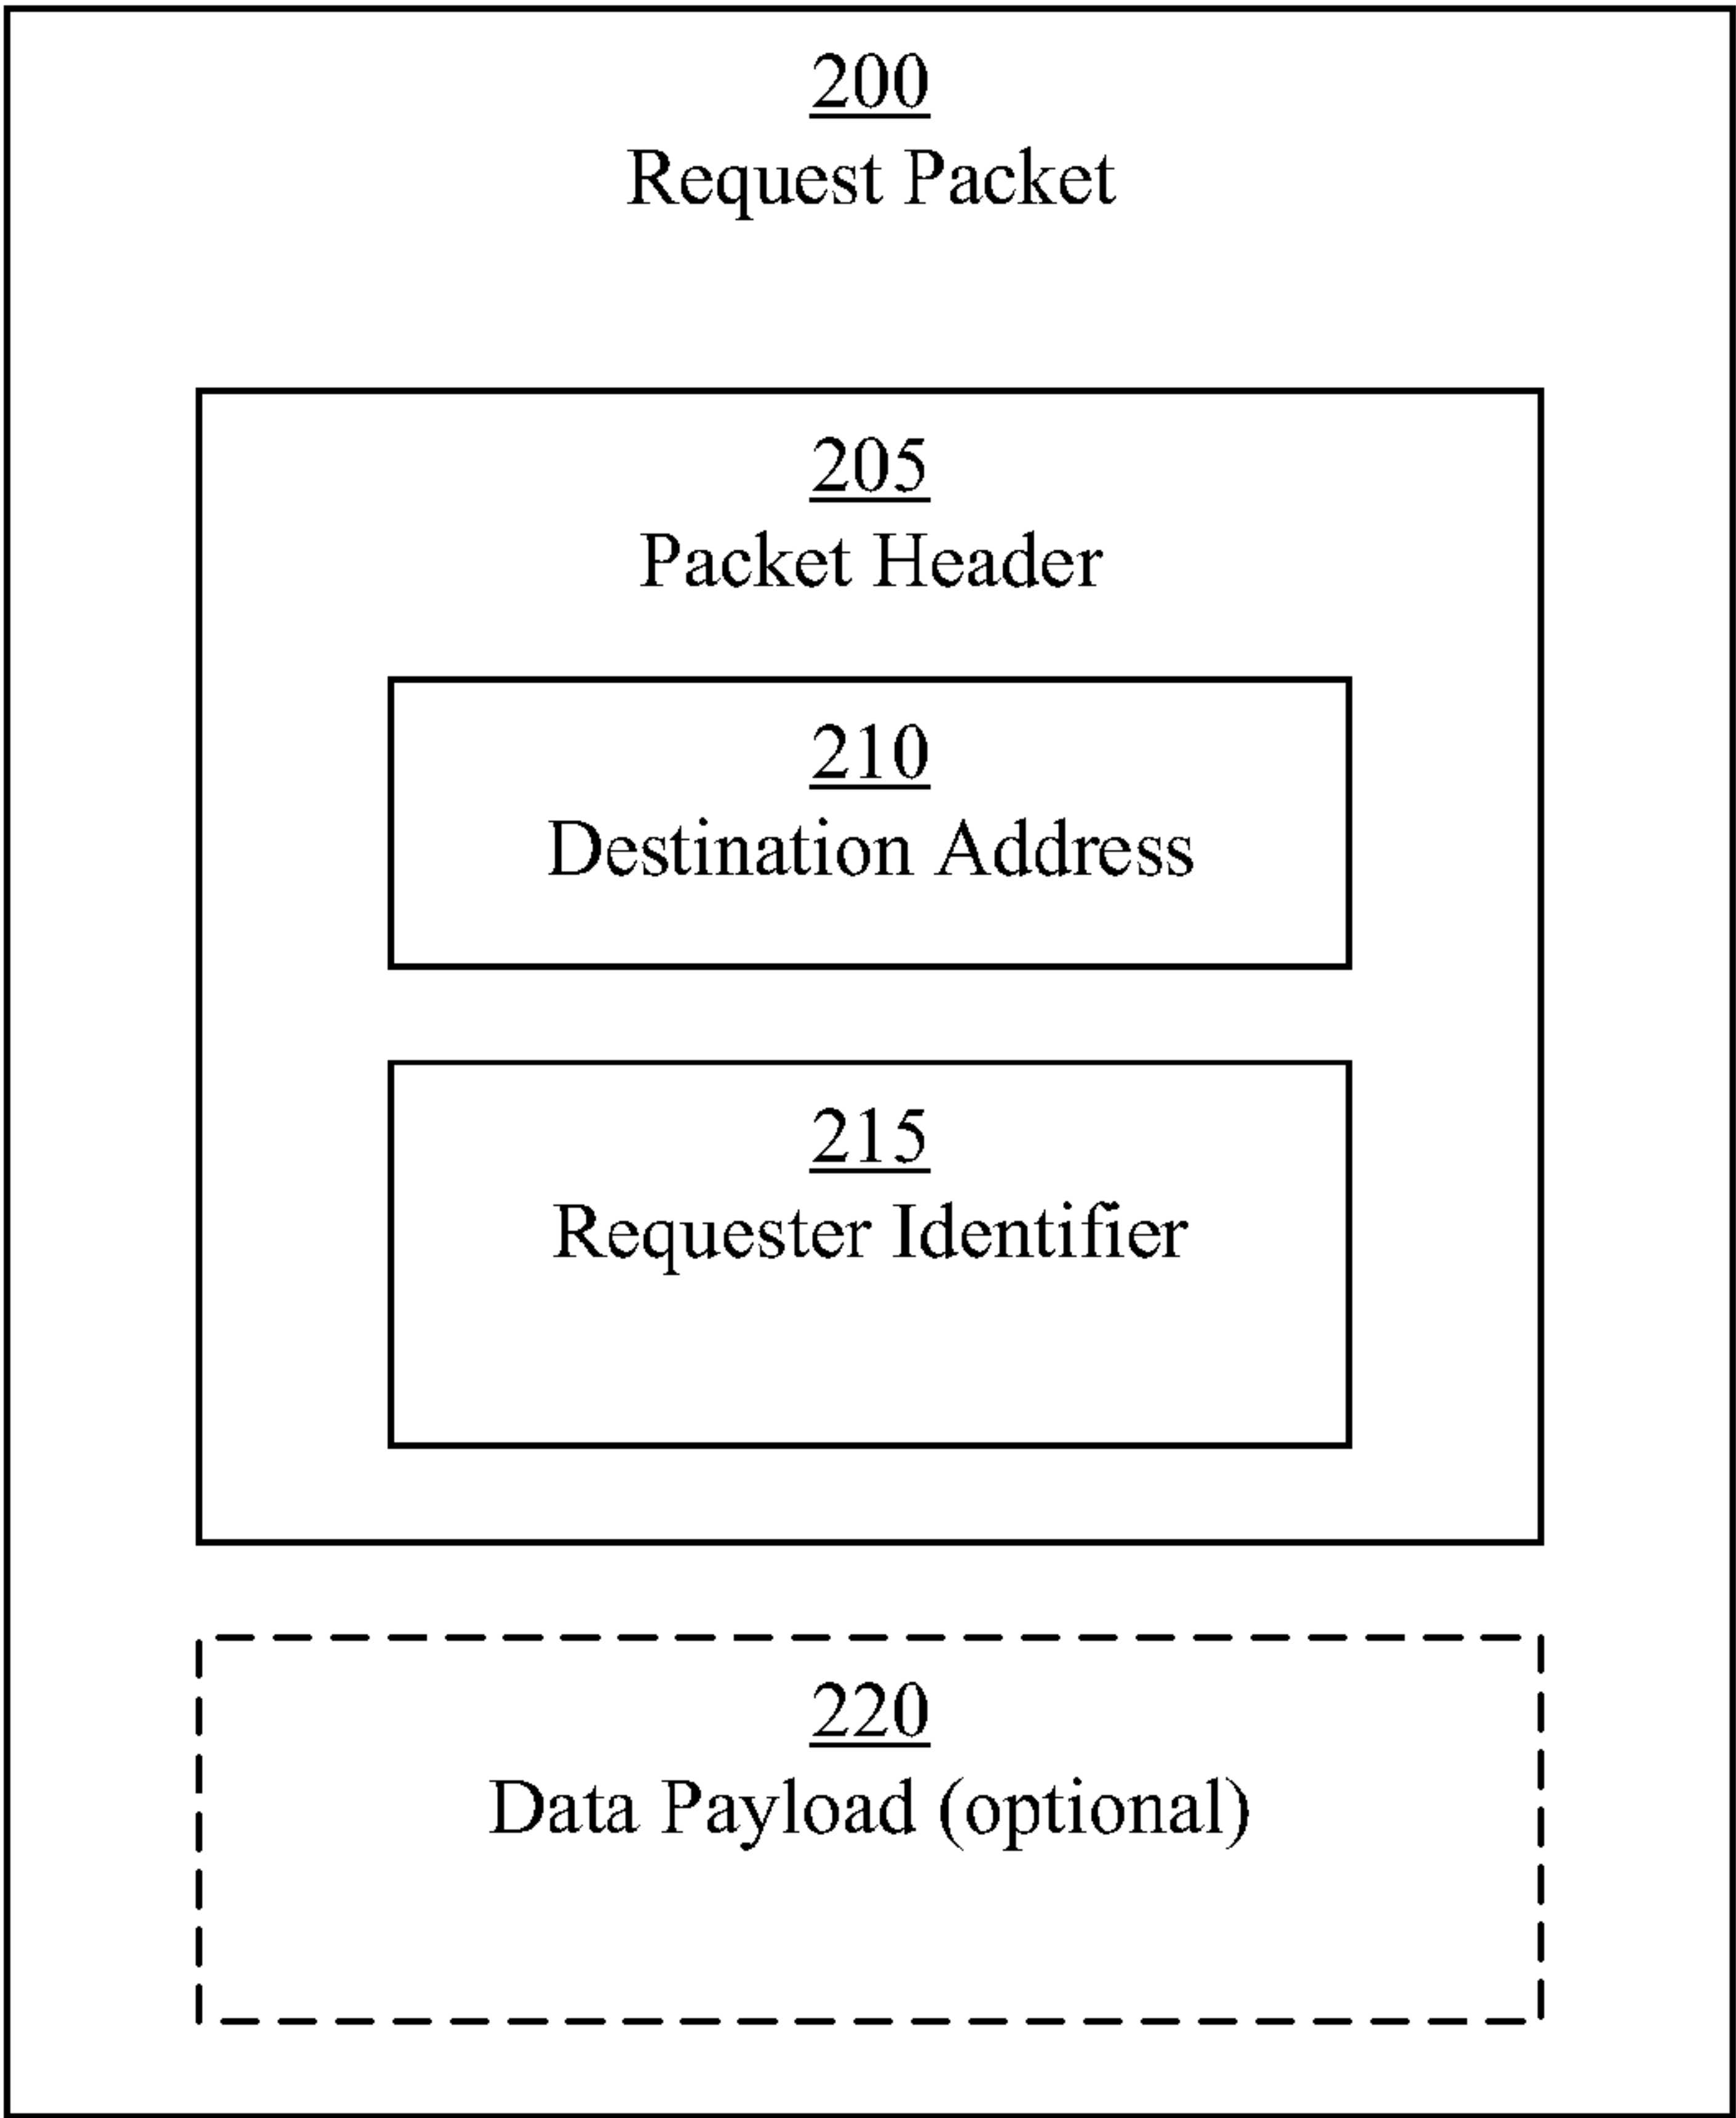 200
Request Packet
205
Packet Header
210
Destination Address
215
Requester Identifier
220
Data Payload (optional)